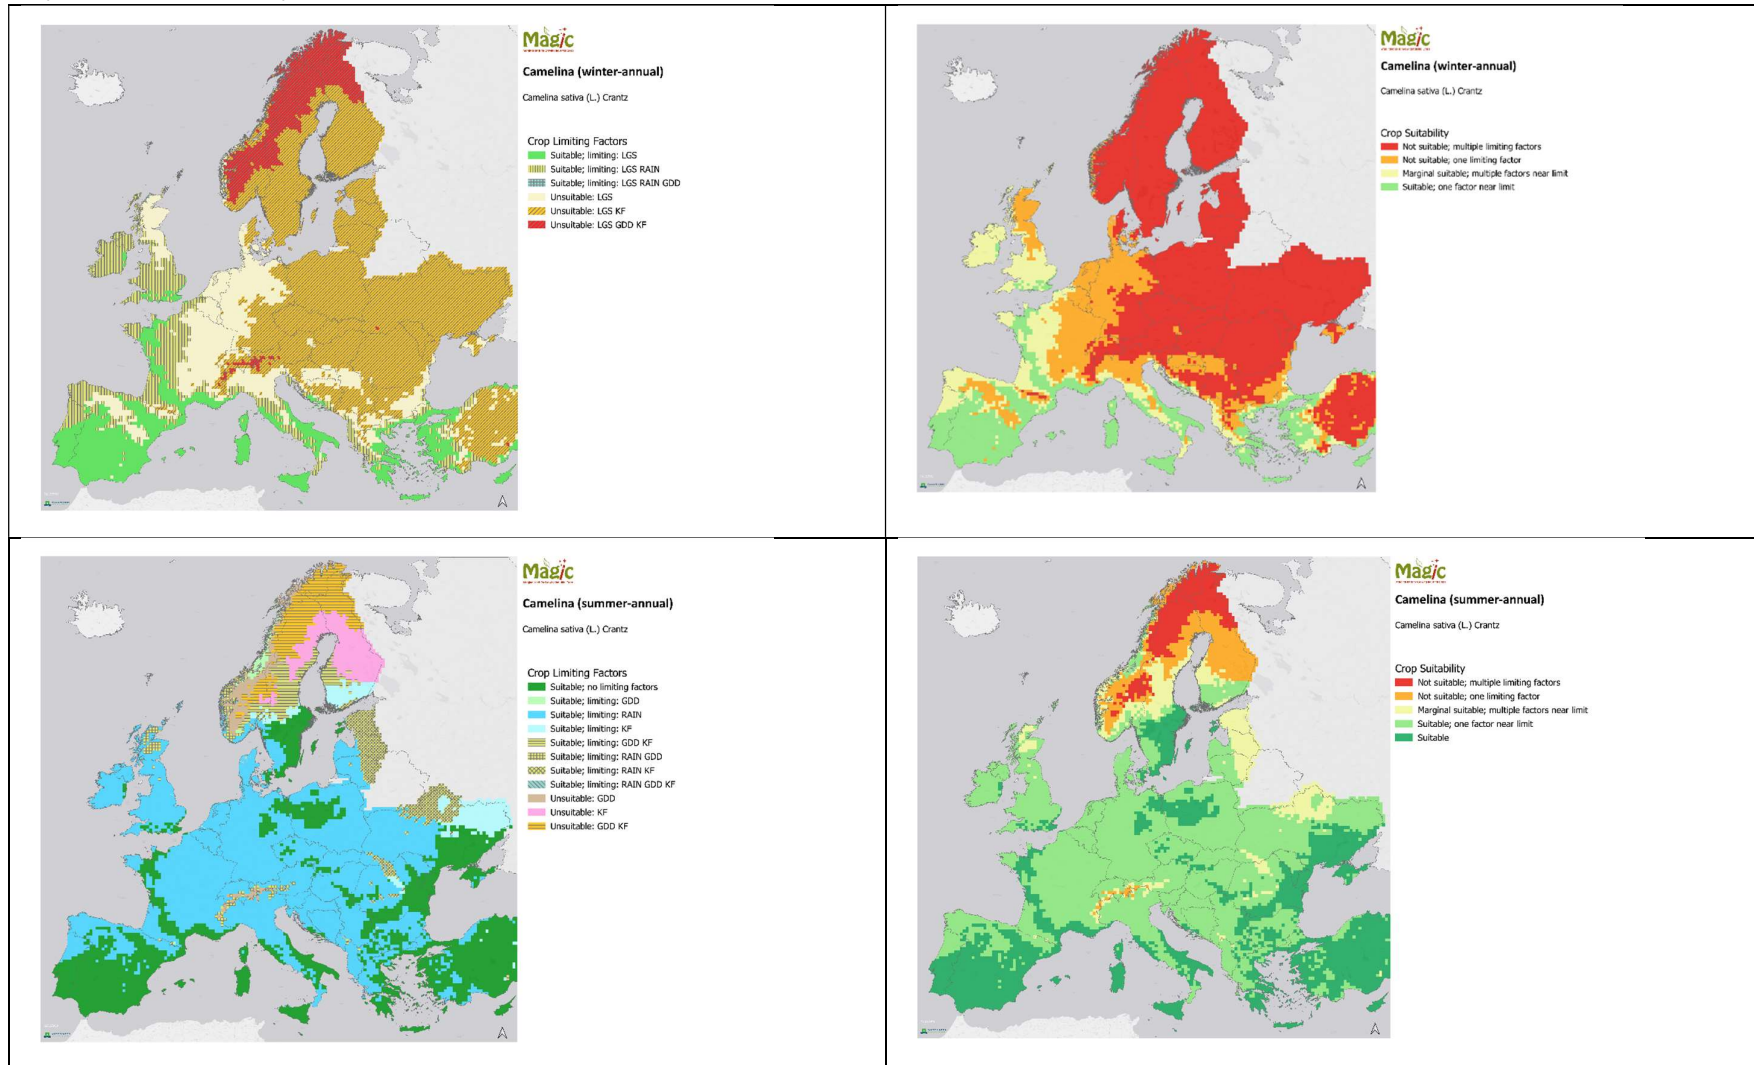 Magic
Camelina (winter-annual)
Camelina sativa (L.) Crantz
Crop Limiting Factors
Suitable; limiting: LGS
Suitable; limiting: LGS RAIN
Suitable; limiting: LGS RAIN GDD
Unsuitable: LGS
Unsuitable: LGS KF
Unsuitable: LGS GDD KF
Magic
Camelina (winter-annual)
Camelina sativa (L.) Crantz
Crop Suitability
Not suitable; multiple limiting factors
Not suitable; one limiting factor
Marginal suitable; multiple factors near limit
Suitable; one factor near limit
Magic
Camelina (summer-annual)
Camelina sativa (L.) Crantz
Crop Limiting Factors
Suitable; no limiting factors
Suitable; limiting: GDD
Suitable; limiting: RAIN
Suitable; limiting: KF
Suitable; limiting: GDD KF
Suitable; limiting: RAIN GDD
Suitable; limiting: RAIN KF
Suitable; limiting: RAIN GDD KF
Unsuitable: GDD
Unsuitable: KF
Unsuitable: GDD KF
Magic
Camelina (summer-annual)
Camelina sativa (L.) Crantz
Crop Suitability
Not suitable; multiple limiting factors
Not suitable; one limiting factor
Marginal suitable; multiple factors near limit
Suitable; one factor near limit
Suitable